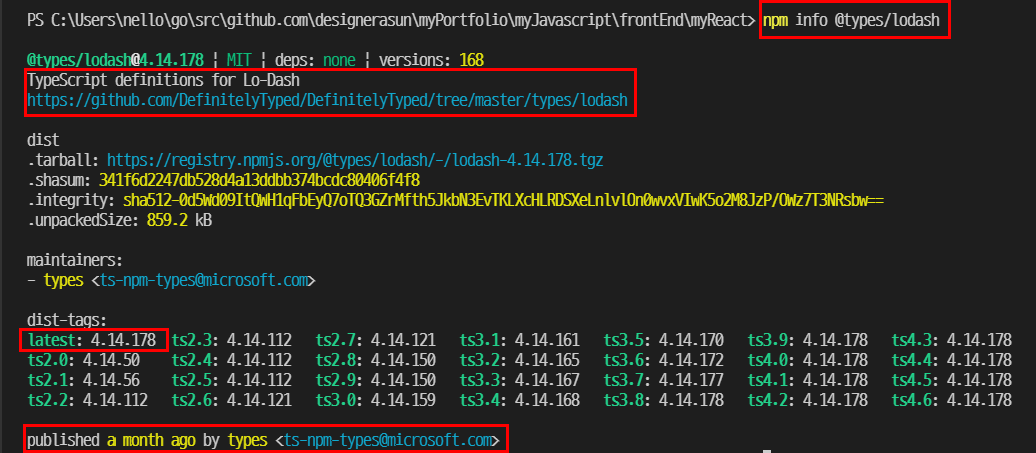 PS C:\Users\nello\go\src\github.com\designerasun\myPortfolio\myJavascript\frontEnd\myReact> npm info @types/lodash
@types/lodash@4.14.178 | MIT | deps: none | versions: 168
TypeScript definitions for Lo-Dash
https://github.com/DefinitelyTyped/DefinitelyTyped/tree/master/types/lodash
dist
.tarball: https://registry.npmjs.org/@types/lodash/-/lodash-4.14.178.tgz
.shasum: 341f6d2247db528d4a13ddbb374bcdc80406f4f8
.integrity: sha512-0d5Wd09ItQWH1qFbEyQ7oTQ3GZrMfth5JkbN3EvTKLXcHLRDSXeLnlvlOn0wvxVIwK5o2M8JzP/OWz7T3NRsbw==
.unpackedSize: 859.2 kB
maintainers:
- types <ts-npm-types@microsoft.com>
dist-tags:
latest: 4.14.178 ts2.3: 4.14.112 ts2.7: 4.14.121 ts3.1: 4.14.161 ts3.5: 4.14.170 ts3.9: 4.14.178 ts4.3: 4.14.178
ts2.0: 4.14.50 ts2.4: 4.14.112 ts2.8: 4.14.150 ts3.2: 4.14.165 ts3.6: 4.14.172 ts4.0: 4.14.178 ts4.4: 4.14.178
ts2.1: 4.14.56 ts2.5: 4.14.112 ts2.9: 4.14.150 ts3.3: 4.14.167 ts3.7: 4.14.177 ts4.1: 4.14.178 ts4.5: 4.14.178
ts2.2: 4.14.112 ts2.6: 4.14.121 ts3.0: 4.14.159 ts3.4: 4.14.168 ts3.8: 4.14.178 ts4.2: 4.14.178 ts4.6: 4.14.178
published a month ago by types <ts-npm-types@microsoft.com>